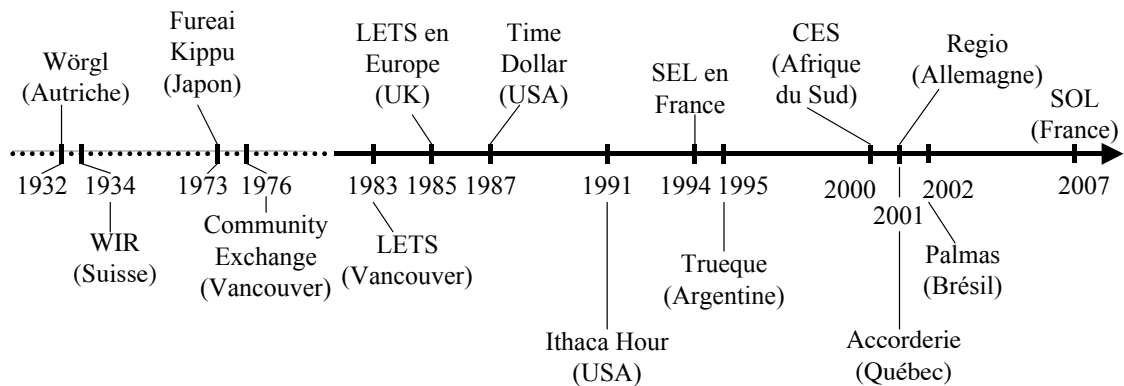 Wörgl
(Autriche)
Fureai
Kippu
(Japon)
LETS en
Europe
(UK)
Time
Dollar
(USA)
SEL en
France
CES
(Afrique
du Sud)
Regio
(Allemagne)
SOL
(France)
1932
1934
1973
1976
1983
1985
1987
1991
1994
1995
2000
2001
2002
2007
WIR
(Suisse)
Community
Exchange
(Vancouver)
LETS
(Vancouver)
Ithaca Hour
(USA)
Trueque
(Argentine)
Accorderie
(Québec)
Palmas
(Brésil)